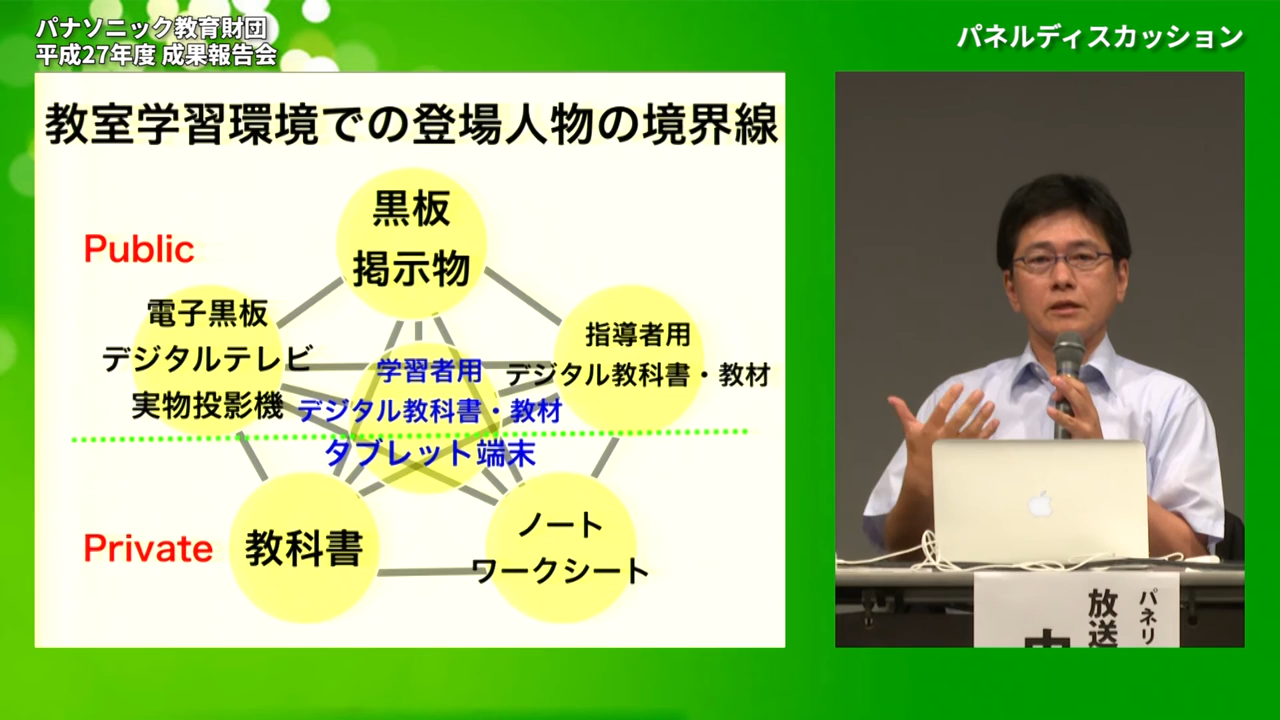 パナソニック教育財団
平成27年度 成果報告会
パネルディスカッション
教室学習環境での登場人物の境界線
Public
黒板
掲示物
電子黒板
デジタルテレビ
実物投影機
指導者用
デジタル教科書・教材
学習者用
デジタル教科書・教材
タブレット端末
Private
教科書
ノート
ワークシート
パネリ
放送